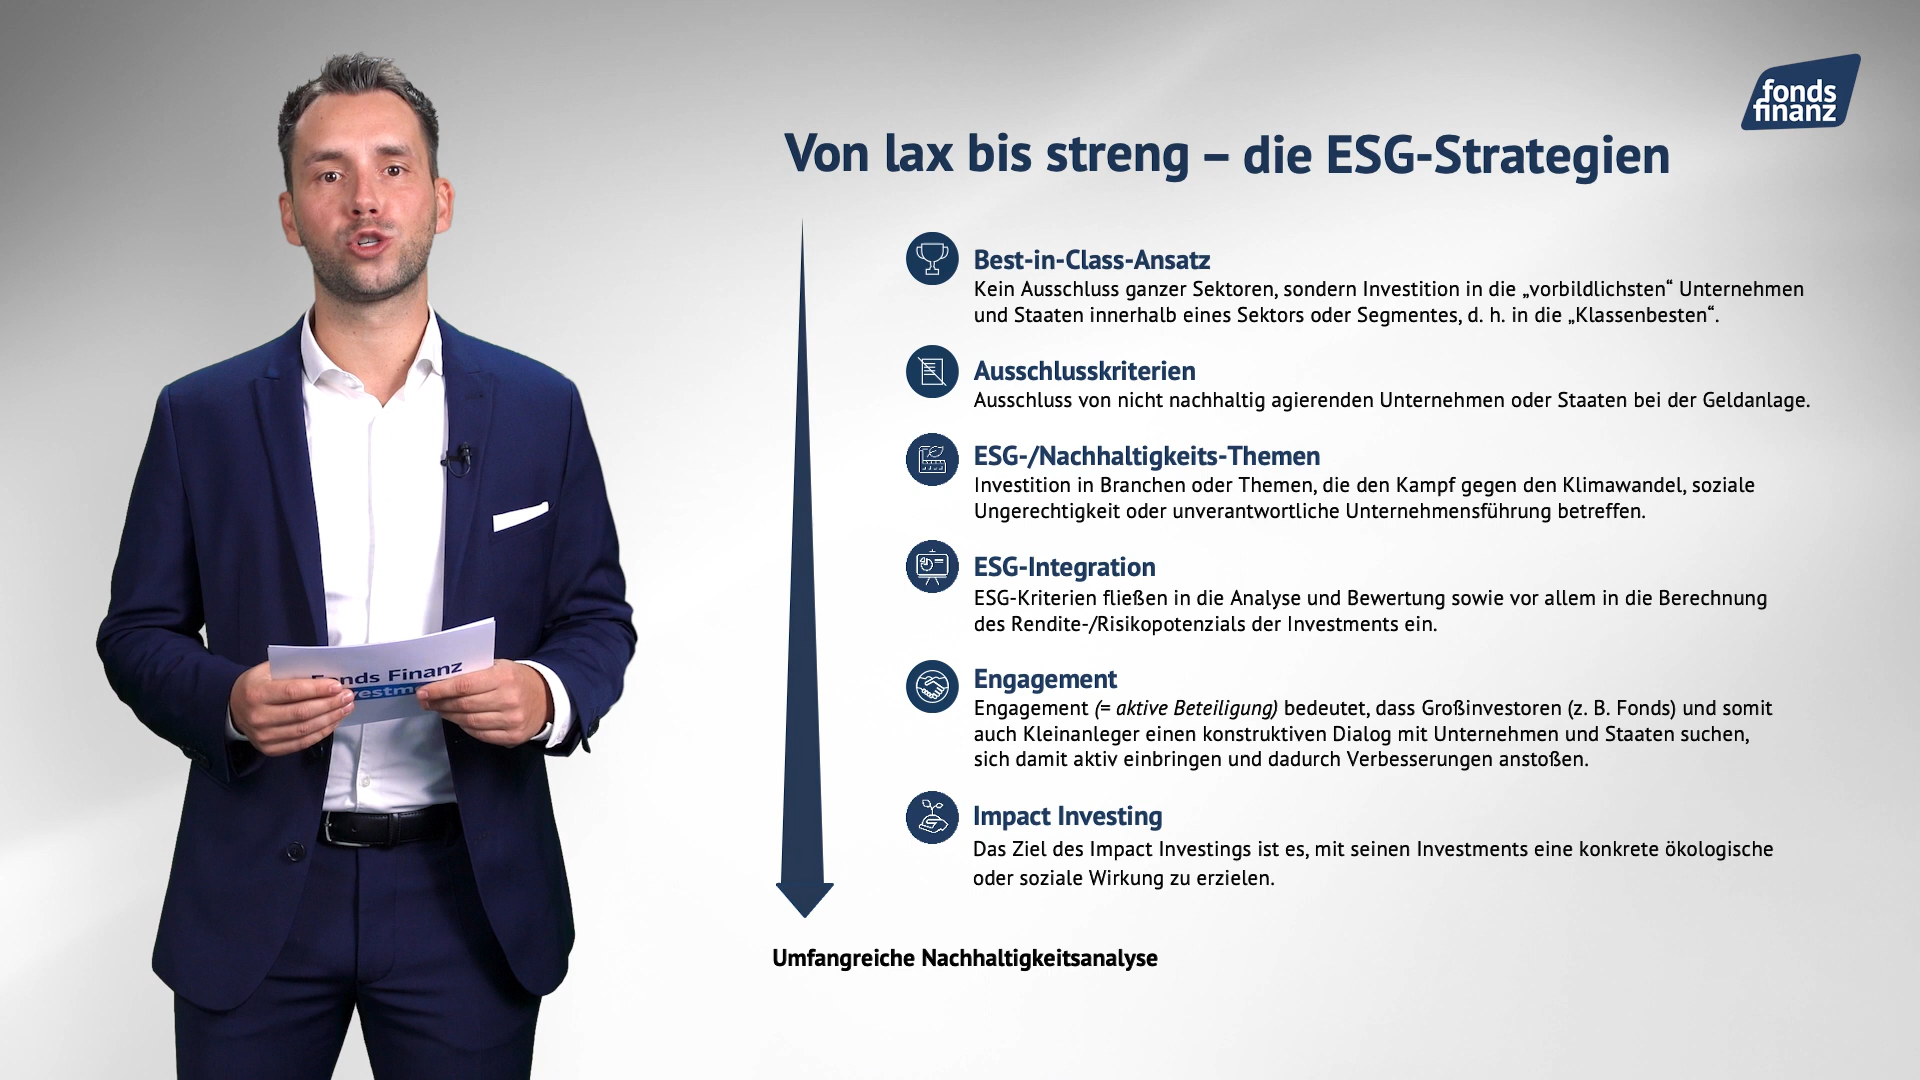 fonds
finanz
Von lax bis streng – die ESG-Strategien
Best-in-Class-Ansatz
Kein Ausschluss ganzer Sektoren, sondern Investition in die „vorbildlichsten“ Unternehmen
und Staaten innerhalb eines Sektors oder Segmentes, d. h. in die „Klassenbesten“.
Ausschlusskriterien
Ausschluss von nicht nachhaltig agierenden Unternehmen oder Staaten bei der Geldanlage.
ESG-/Nachhaltigkeits-Themen
Investition in Branchen oder Themen, die den Kampf gegen den Klimawandel, soziale
Ungerechtigkeit oder unverantwortliche Unternehmensführung betreffen.
ESG-Integration
ESG-Kriterien fließen in die Analyse und Bewertung sowie vor allem in die Berechnung
des Rendite-/Risikopotenzials der Investments ein.
Engagement
Engagement (= aktive Beteiligung) bedeutet, dass Großinvestoren (z. B. Fonds) und somit
auch Kleinanleger einen konstruktiven Dialog mit Unternehmen und Staaten suchen,
sich damit aktiv einbringen und dadurch Verbesserungen anstoßen.
Impact Investing
Das Ziel des Impact Investings ist es, mit seinen Investments eine konkrete ökologische
oder soziale Wirkung zu erzielen.
Umfangreiche Nachhaltigkeitsanalyse
Fonds Finanz